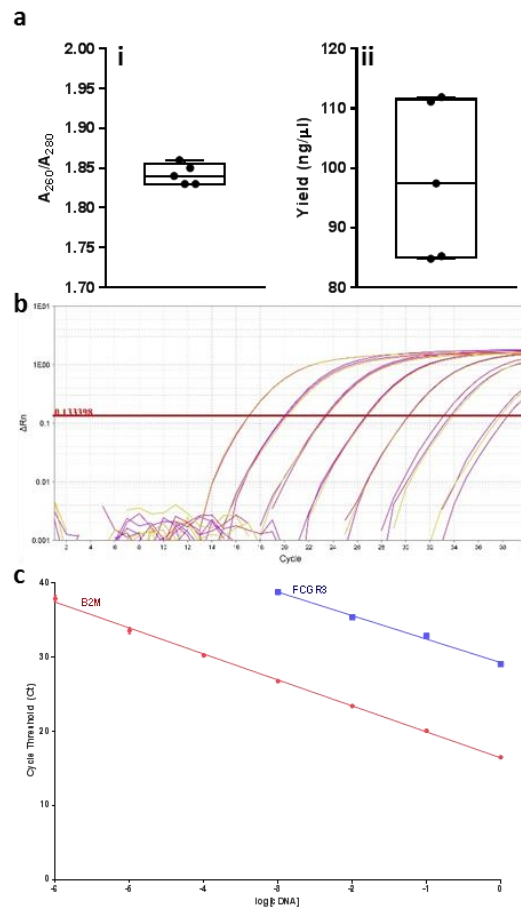 a
i
ii
2.00
1.95
1.90
1.85
1.80
1.75
1.70
A260/A280
120
110
100
90
80
Yield (ng/µl)
b
1E01
1E00
0.1
0.01
0.001
ΔRn
0.133398
2 4 6 8 10 12 14 16 18 20 22 24 26 28 30 32 34 36 38
Cycle
c
40
30
20
10
0
Cycle Threshold (Ct)
B2M
FCGR3
-5 -4 -3 -2 -1 0
log[cDNA]